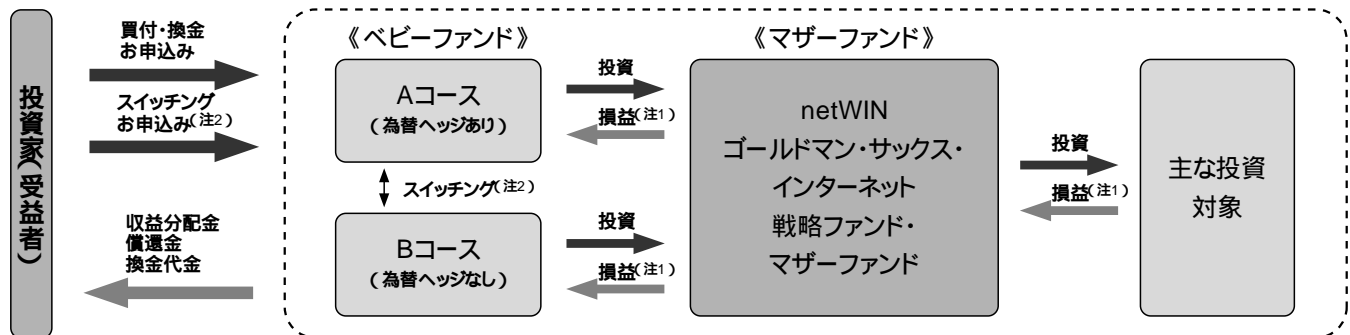 投資家(受益者)
買付・換金
お申込み
スイッチング
お申込み(注2)
収益分配金
償還金
換金代金
《ベビーファンド》
Aコース
(為替ヘッジあり)
スイッチング(注2)
Bコース
(為替ヘッジなし)
投資
損益(注1)
投資
損益(注1)
《マザーファンド》
netWIN
ゴールドマン・サックス・
インターネット
戦略ファンド・
マザーファンド
投資
損益(注1)
主な投資
対象